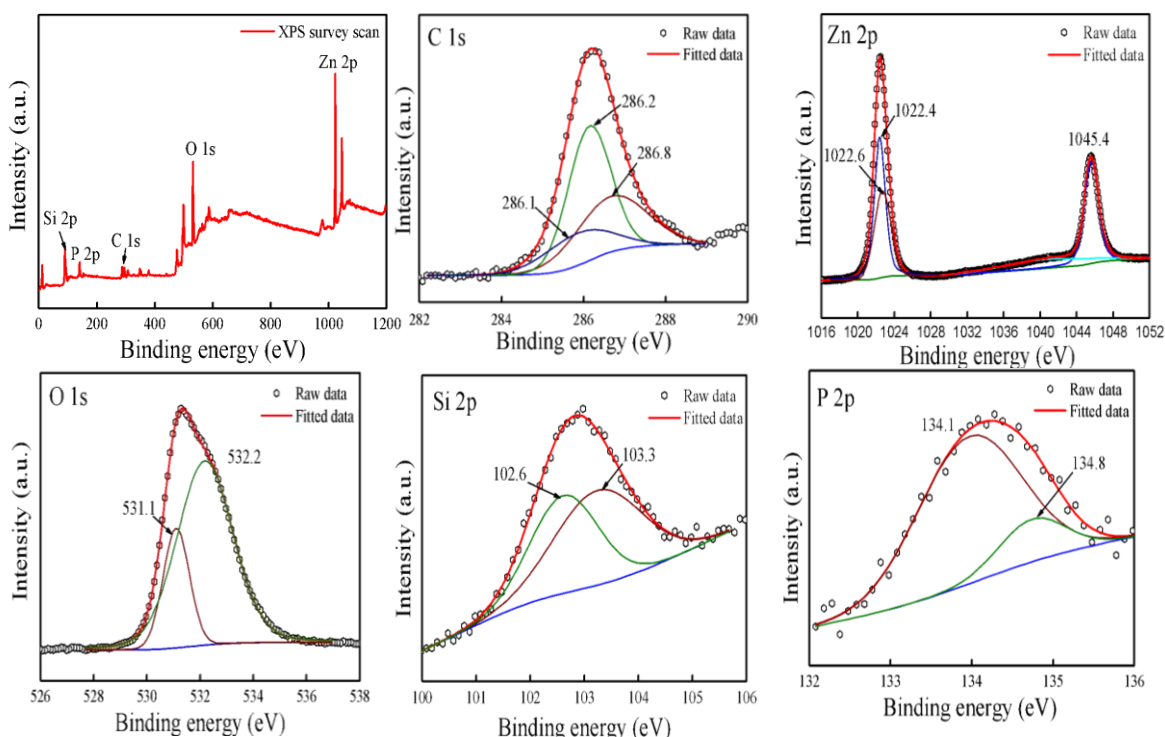 XPS survey scan
Zn 2p
O 1s
Si 2p
P 2p
C 1s
Intensity (a.u.)
0 200 400 600 800 1000 1200
Binding energy (eV)
C 1s
Raw data
Fitted data
286.2
286.8
286.1
Intensity (a.u.)
282 284 286 288 290
Binding energy (eV)
Zn 2p
Raw data
Fitted data
1022.4
1022.6
1045.4
Intensity (a.u.)
1016 1020 1024 1028 1032 1036 1040 1044 1048 1052
Binding energy (eV)
O 1s
Raw data
Fitted data
532.2
531.1
Intensity (a.u.)
526 528 530 532 534 536 538
Binding energy (eV)
Si 2p
Raw data
Fitted data
102.6
103.3
Intensity (a.u.)
100 101 102 103 104 105 106
Binding energy (eV)
P 2p
Raw data
Fitted data
134.1
134.8
Intensity (a.u.)
132 133 134 135 136
Binding energy (eV)